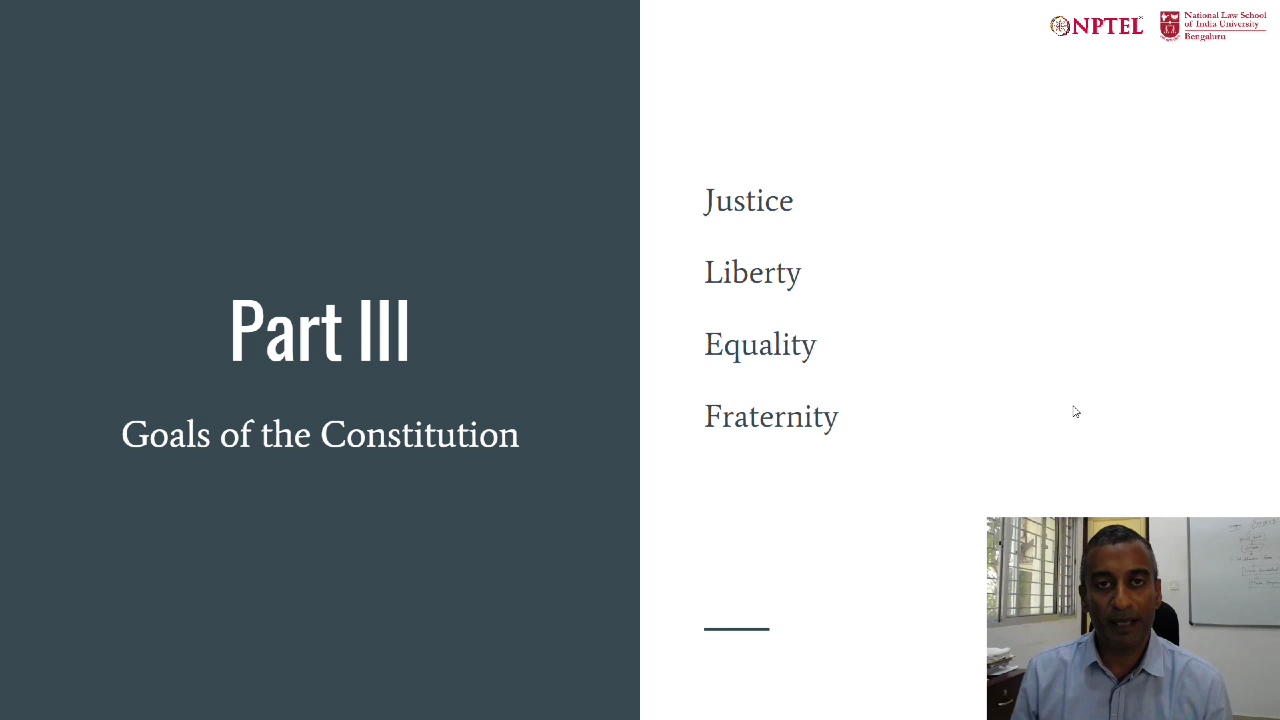 NPTEL
National Law School
of India University
Bengaluru
Part III
Goals of the Constitution
Justice
Liberty
Equality
Fraternity